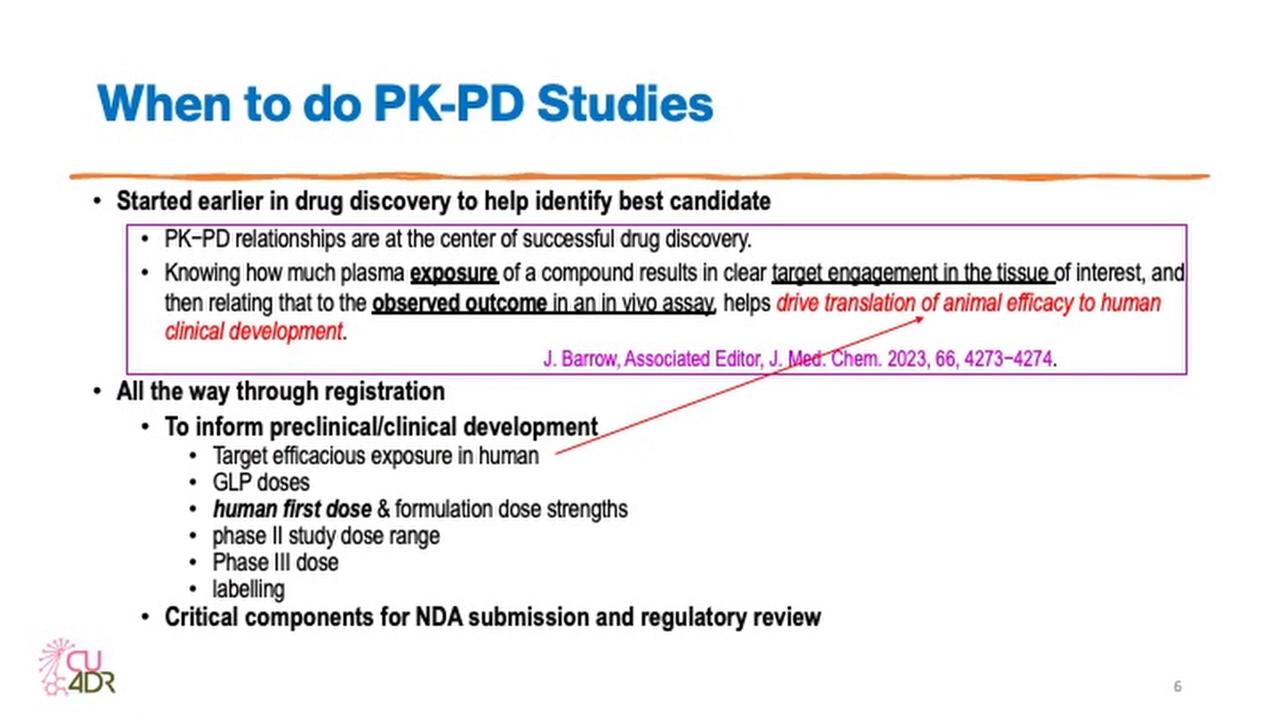 When to do PK-PD Studies
• Started earlier in drug discovery to help identify best candidate
• PK−PD relationships are at the center of successful drug discovery.
• Knowing how much plasma exposure of a compound results in clear target engagement in the tissue of interest, and
then relating that to the observed outcome in an in vivo assay, helps drive translation of animal efficacy to human
clinical development.
J. Barrow, Associated Editor, J. Med. Chem. 2023, 66, 4273−4274.
• All the way through registration
• To inform preclinical/clinical development
• Target efficacious exposure in human
• GLP doses
• human first dose & formulation dose strengths
• phase II study dose range
• Phase III dose
• labelling
• Critical components for NDA submission and regulatory review
CU
4DR
6